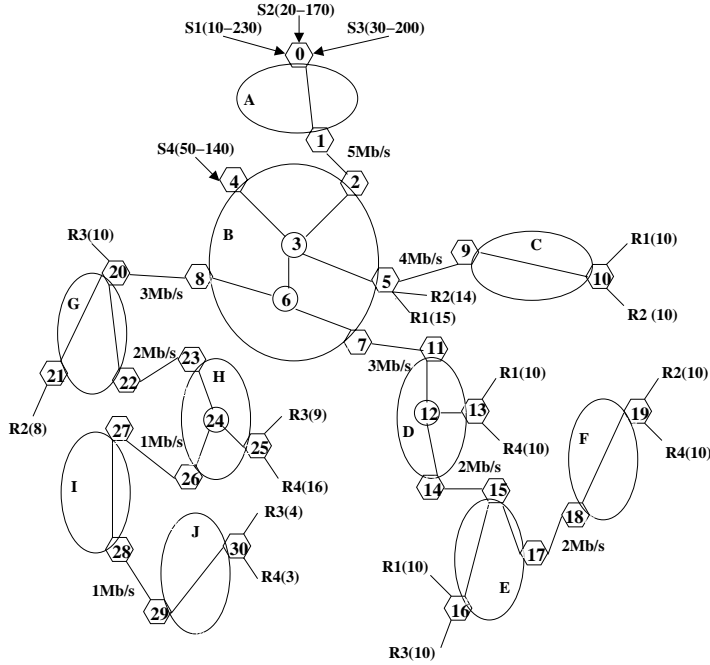 S2(20−170)
S1(10−230)
S3(30−200)
0
A
1
5Mb/s
S4(50−140)
4
2
B
3
R3(10)
20
8
3Mb/s
6
5
4Mb/s
9
C
10
R1(10)
R2 (10)
R2(14)
R1(15)
G
7
11
3Mb/s
21
22
2Mb/s
23
H
R2(8)
24
R3(9)
25
R4(16)
26
1Mb/s
27
I
28
1Mb/s
29
J
R3(4)
30
R4(3)
R1(10)
12
13
D
R4(10)
14
2Mb/s
15
R2(10)
19
F
R4(10)
18
2Mb/s
17
E
R1(10)
16
R3(10)